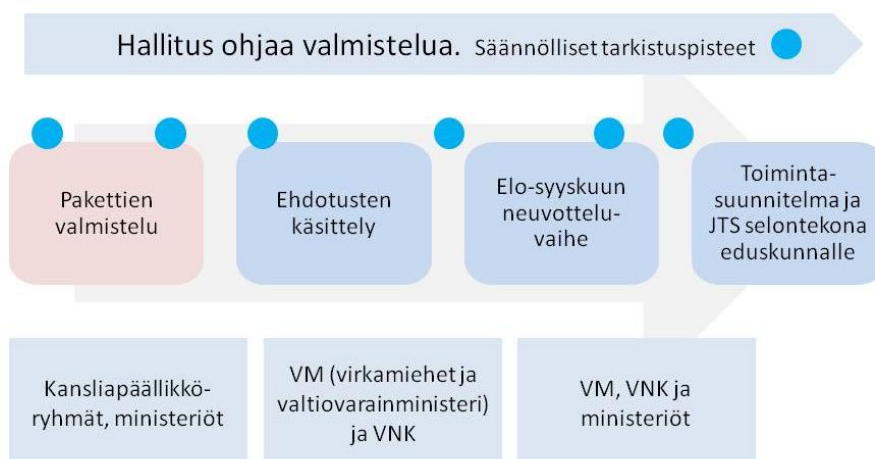 Hallitus ohjaa valmistelua. Säännölliset tarkistuspisteet
Pakettien
valmistelu
Ehdotusten
käsittely
Elo-syyskuun
neuvottelu-
vaihe
Toiminta-
suunnitelma ja
JTS selontekona
eduskunnalle
Kansliapäällikkö-
ryhmät, ministeriöt
VM (virkamiehet ja
valtiovarainministeri)
ja VNK
VM, VNK ja
ministeriöt